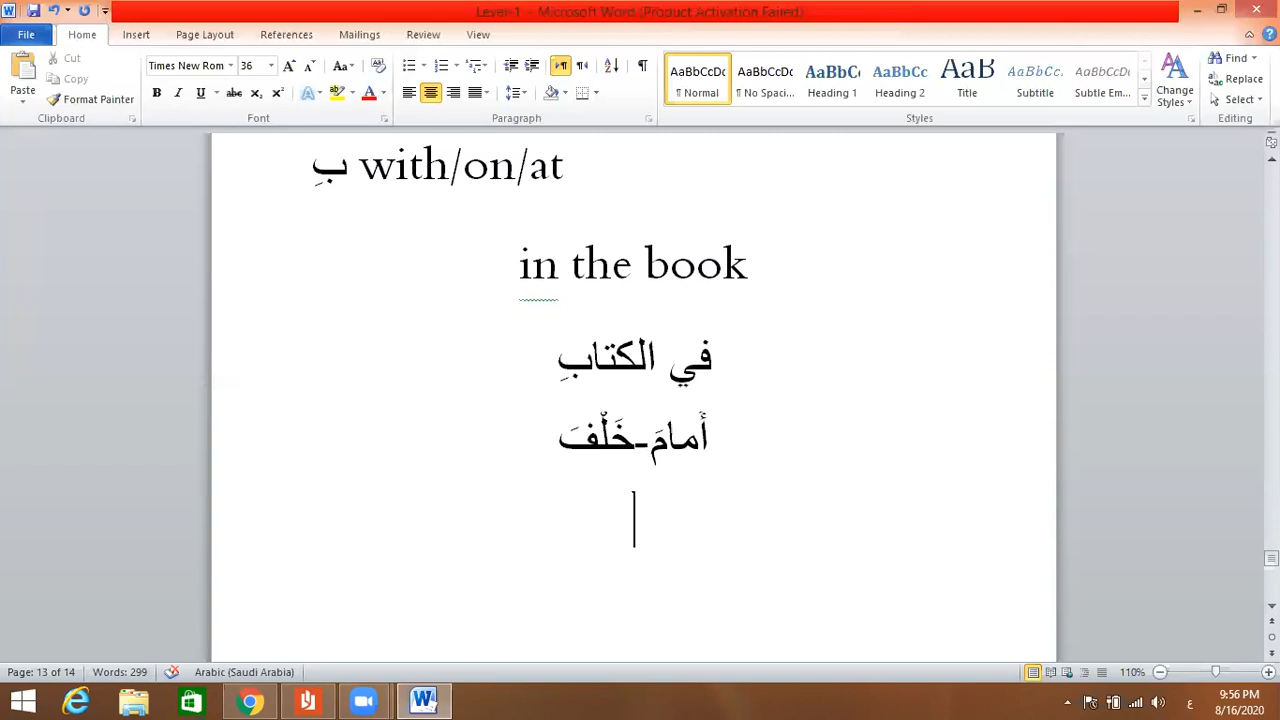 Level-1 - Microsoft Word (Product Activation Failed)
File Home Insert Page Layout References Mailings Review View
Cut
Copy
Format Painter
Paste
Clipboard
Times New Rom 36
Font
Paragraph
AaBbCcDc AaBbCcDc AaBbC AaBbCc AaB AaBbCc. AaBbCcDc
¶ Normal ¶ No Spaci... Heading 1 Heading 2 Title Subtitle Subtle Em...
Change Styles
Styles
Find
Replace
Select
Editing
بِ with/on/at
in the book
في الكتابِ
أمامَ-خَلْفَ
Page: 13 of 14 Words: 299 Arabic (Saudi Arabia) 110%
ع
9:56 PM
8/16/2020